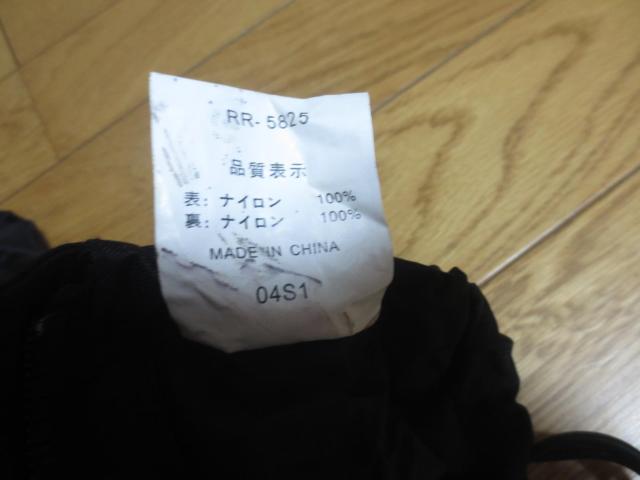 RR-5825
品質表示
表: ナイロン 100%
裏: ナイロン 100%
MADE IN CHINA
04S1